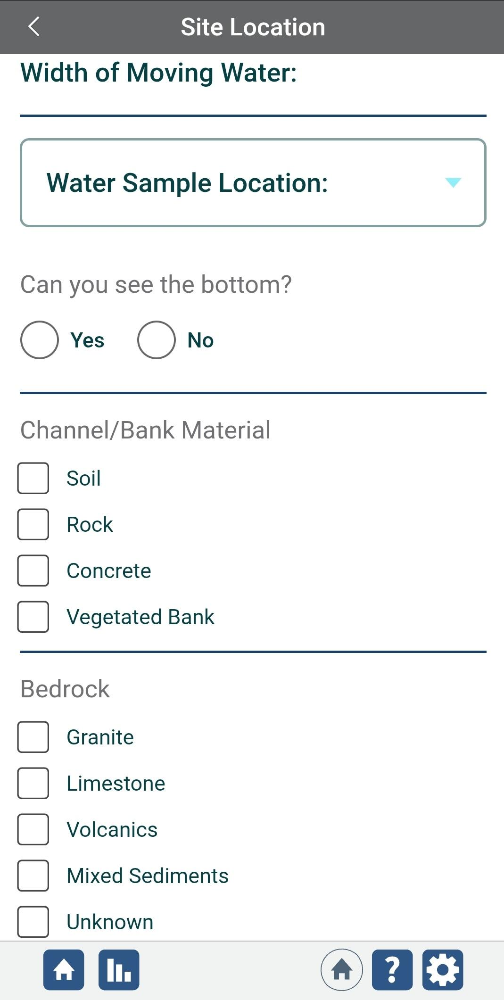 Site Location
Width of Moving Water:
Water Sample Location:
Can you see the bottom?
Yes No
Channel/Bank Material
Soil
Rock
Concrete
Vegetated Bank
Bedrock
Granite
Limestone
Volcanics
Mixed Sediments
Unknown
?